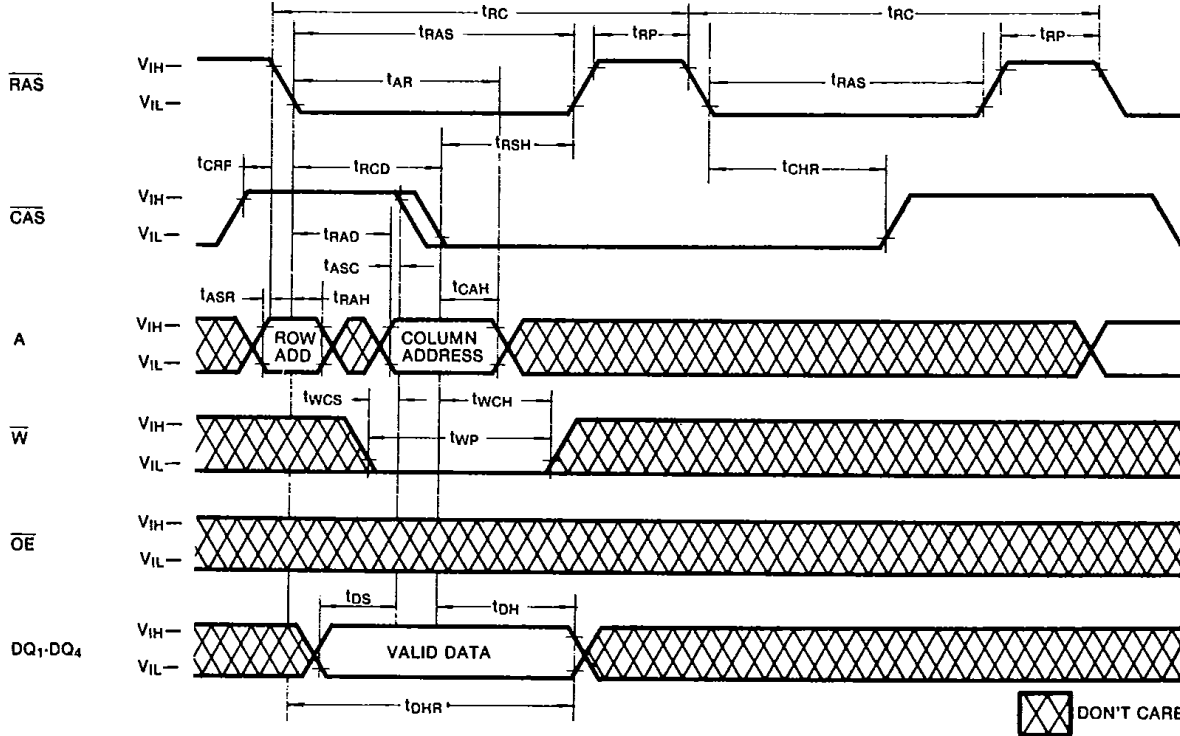 tRC tRC
tRAS tRP tRP
RAS VIH tAR tRAS
VIL
tRSH
tCRF tRCD tCHR
CAS VIH
VIL
tRAD
tASC
tASR tRAH tCAH
A VIH ROW ADD COLUMN ADDRESS
VIL
tWCS tWCH
W VIH tWP
VIL
OE VIH
VIL
tDS tDH
DQ1-DQ4 VIH VALID DATA
VIL
tDHR
DON'T CARE